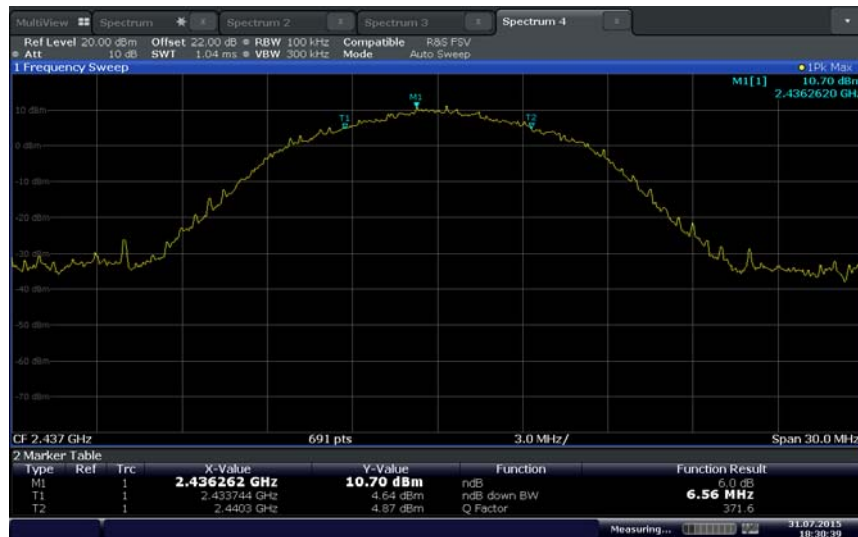 MultiView Spectrum * x Spectrum 2 x Spectrum 3 x Spectrum 4 x
Ref Level 20.00 dBm Offset 22.00 dB RBW 100 kHz Compatible R&S FSV
Att 10 dB SWT 1.04 ms VBW 300 kHz Mode Auto Sweep
1 Frequency Sweep 1Pk Max
M1[1] 10.70 dBm
2.4362620 GH
M1
10 dBm
T1 T2
0 dBm
-10 dBm
-20 dBm
-30 dBm
-40 dBm
-50 dBm
-60 dBm
-70 dBm
CF 2.437 GHz 691 pts 3.0 MHz/ Span 30.0 MHz
2 Marker Table
Type Ref Trc X-Value Y-Value Function Function Result
M1 1 2.436262 GHz 10.70 dBm ndB 6.0 dB
T1 1 2.433744 GHz 4.64 dBm ndB down BW 6.56 MHz
T2 1 2.4403 GHz 4.87 dBm Q Factor 371.6
Measuring... 31.07.2015
18:30:39